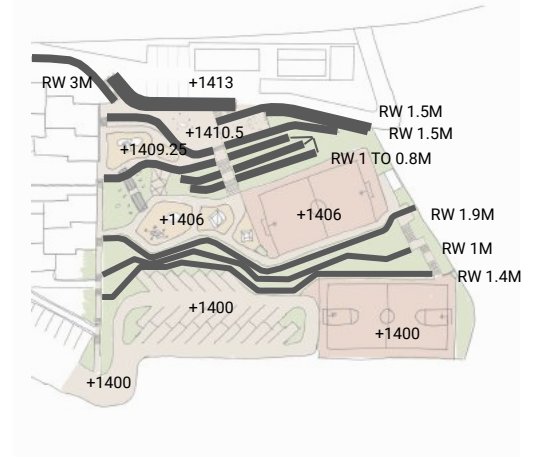 RW 3M
+1413
RW 1.5M
+1410.5
RW 1.5M
+1409.25
RW 1 TO 0.8M
+1406
+1406
RW 1.9M
RW 1M
RW 1.4M
+1400
+1400
+1400